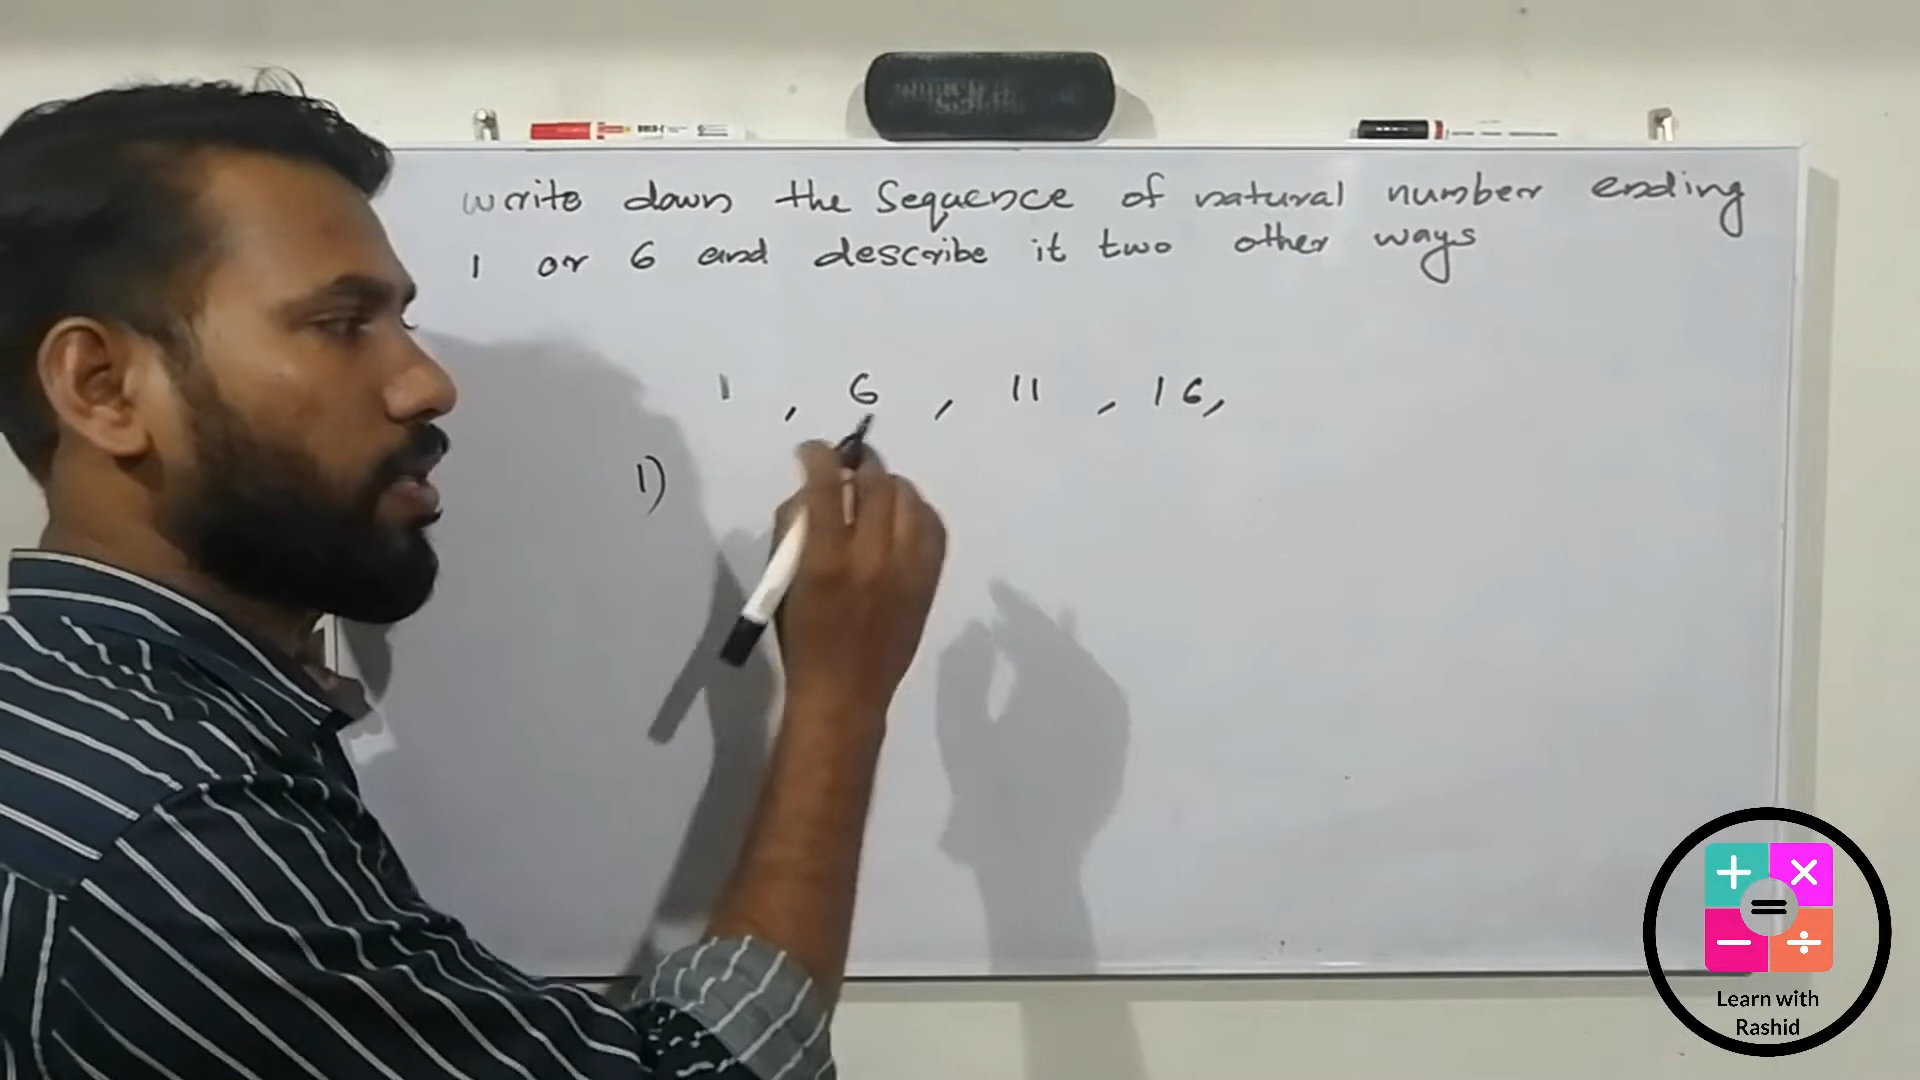 write down the sequence of natural number ending
1 or 6 and describe it two other ways
1 , 6 , 11 , 16,
1)
+ ×
=
− ÷
Learn with
Rashid